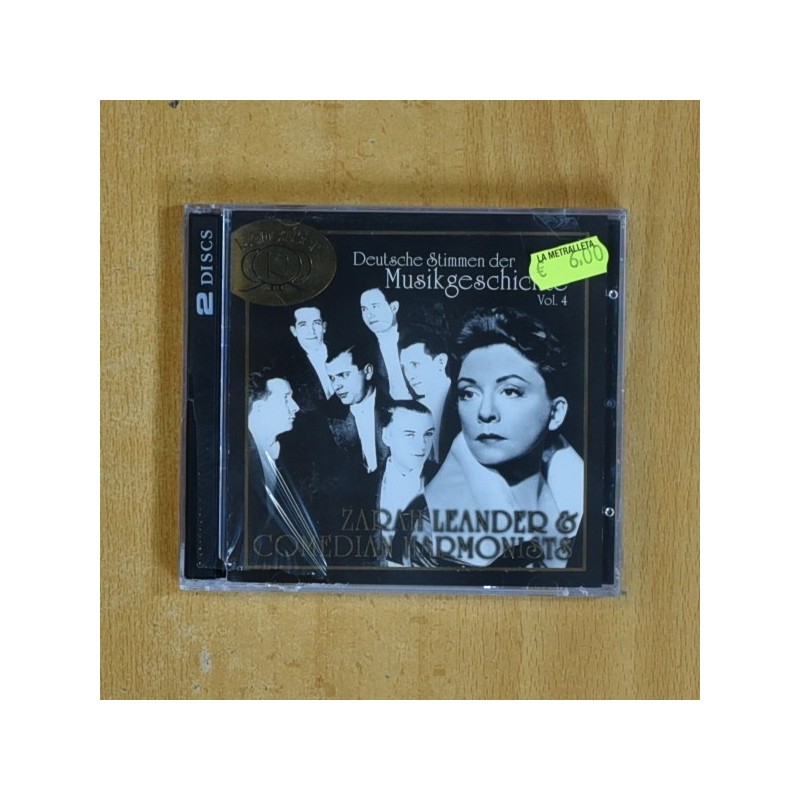 2 DISCS
Deutsche Stimmen der
Musikgeschichte
Vol. 4
LA METRALLETA
€ 6,00
ZARAH LEANDER &
COMEDIAN HARMONISTS